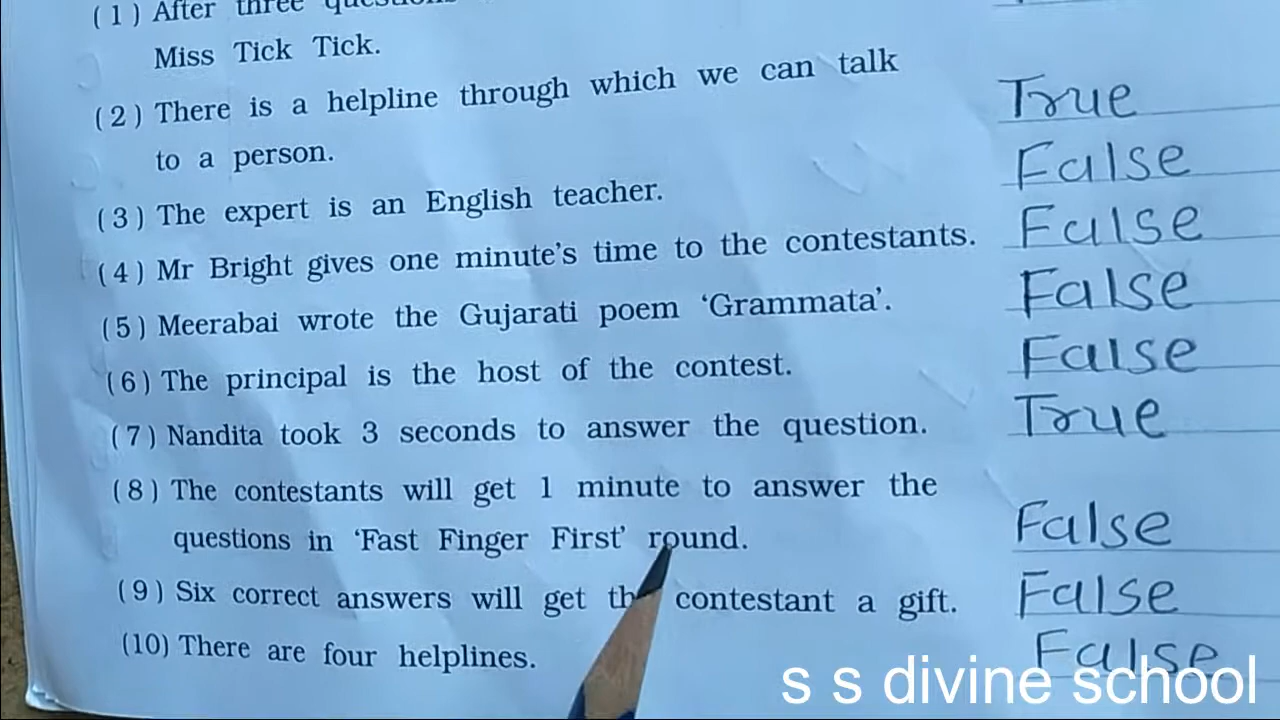 (1) After three questions
Miss Tick Tick.
(2) There is a helpline through which we can talk
to a person. True
(3) The expert is an English teacher. False
(4) Mr Bright gives one minute's time to the contestants. False
(5) Meerabai wrote the Gujarati poem ‘Grammata’. False
(6) The principal is the host of the contest. False
(7) Nandita took 3 seconds to answer the question. True
(8) The contestants will get 1 minute to answer the
questions in ‘Fast Finger First’ round. False
(9) Six correct answers will get contestant a gift. False
(10) There are four helplines. False
s s divine school